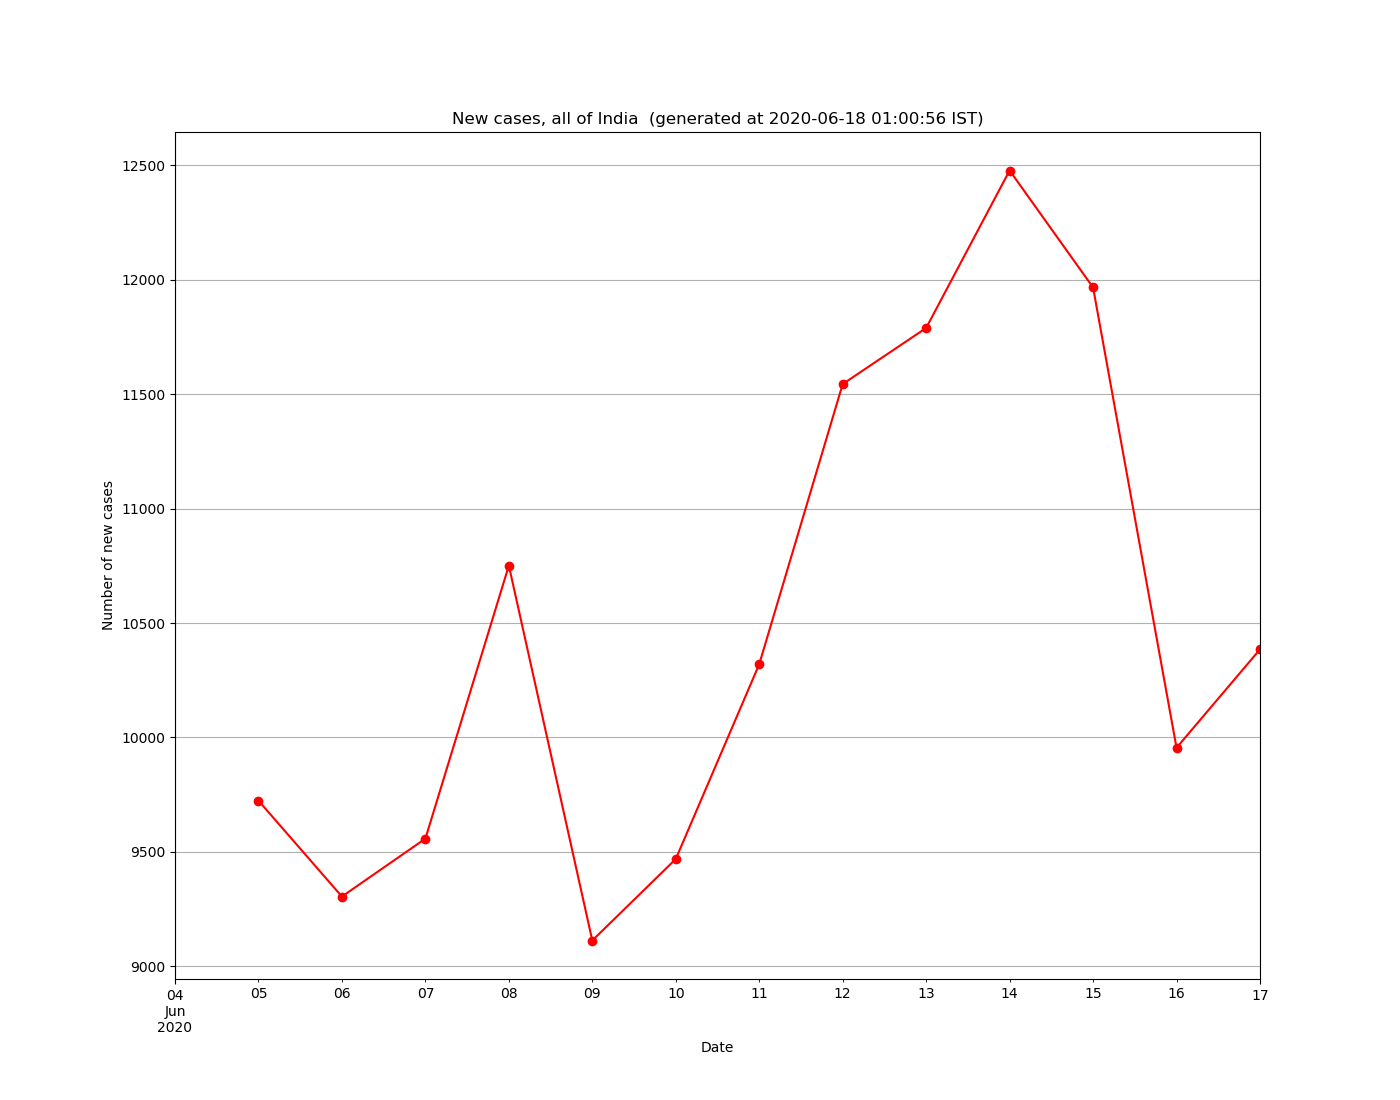 New cases, all of India  (generated at 2020-06-18 01:00:56 IST)
12500
12000
11500
11000
10500
10000
9500
9000
Number of new cases
04 05 06 07 08 09 10 11 12 13 14 15 16 17
Jun
2020
Date